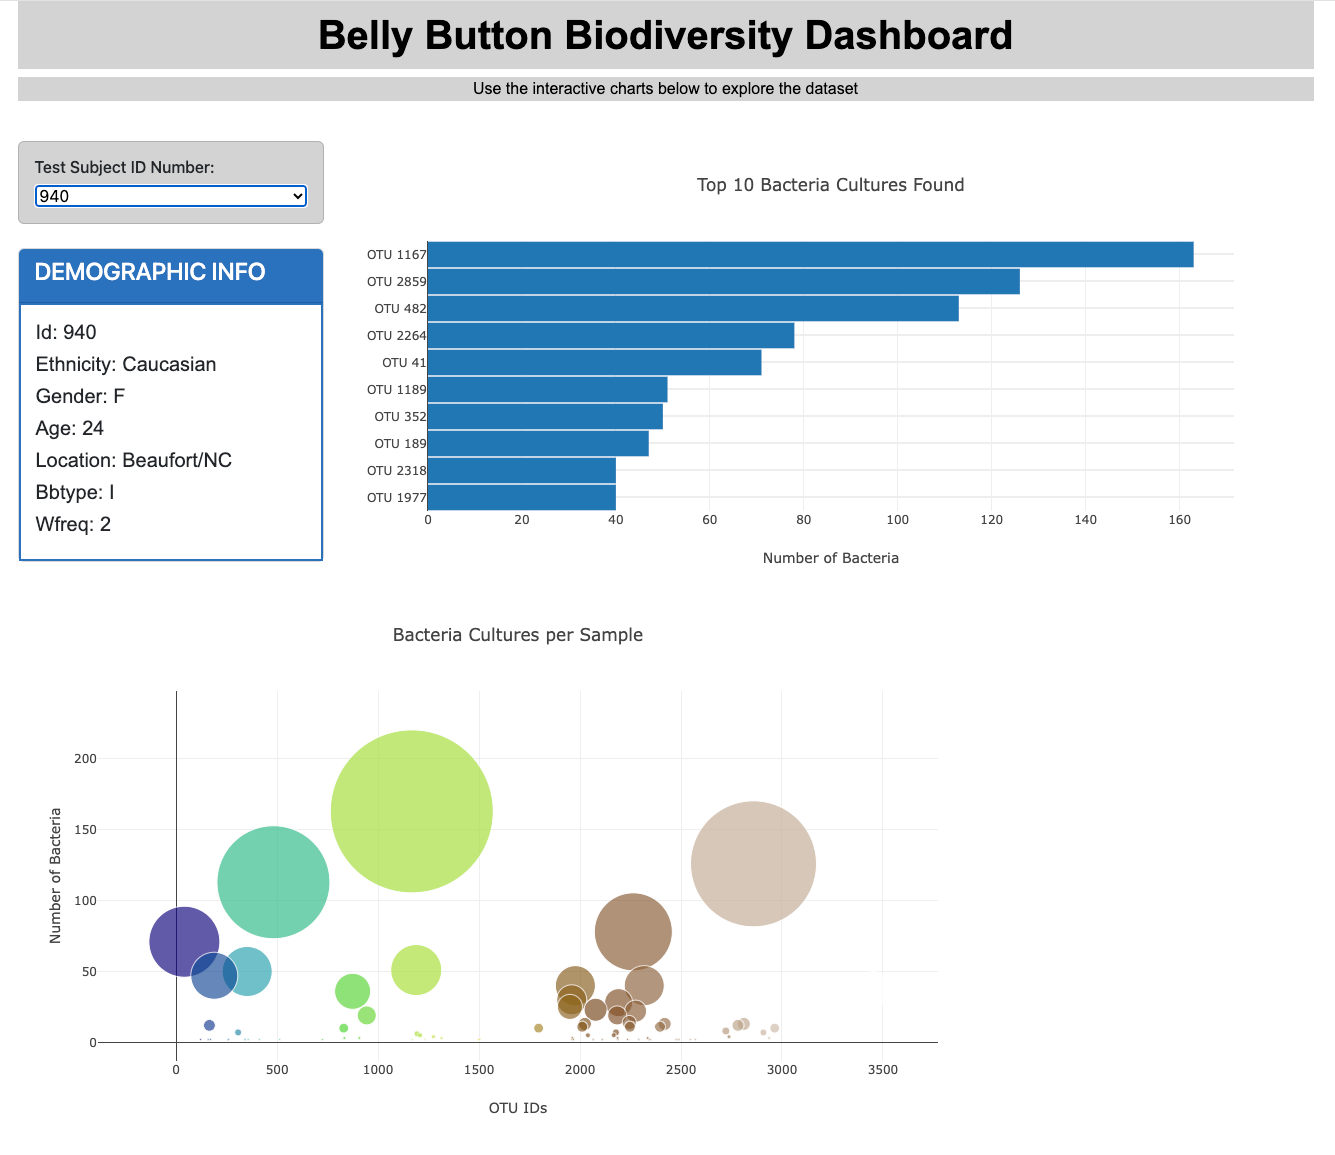 Belly Button Biodiversity Dashboard
Use the interactive charts below to explore the dataset
Test Subject ID Number:
940
DEMOGRAPHIC INFO
Id: 940
Ethnicity: Caucasian
Gender: F
Age: 24
Location: Beaufort/NC
Bbtype: I
Wfreq: 2
Top 10 Bacteria Cultures Found
OTU 1167
OTU 2859
OTU 482
OTU 2264
OTU 41
OTU 1189
OTU 352
OTU 189
OTU 2318
OTU 1977
0 20 40 60 80 100 120 140 160
Number of Bacteria
Bacteria Cultures per Sample
Number of Bacteria
200
150
100
50
0
0 500 1000 1500 2000 2500 3000 3500
OTU IDs